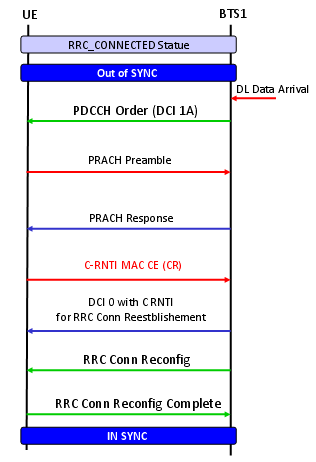 UE
BTS1
RRC_CONNECTED Statue
Out of SYNC
DL Data Arrival
PDCCH Order (DCI 1A)
PRACH Preamble
PRACH Response
C-RNTI MAC CE (CR)
DCI 0 with CRNTI
for RRC Conn Reestblishement
RRC Conn Reconfig
RRC Conn Reconfig Complete
IN SYNC